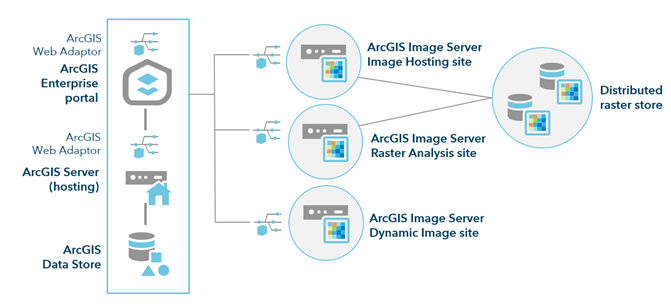 ArcGIS
Web Adaptor
ArcGIS
Enterprise
portal
ArcGIS
Web Adaptor
ArcGIS Server
(hosting)
ArcGIS
Data Store
ArcGIS Image Server
Image Hosting site
ArcGIS Image Server
Raster Analysis site
ArcGIS Image Server
Dynamic Image site
Distributed
raster store